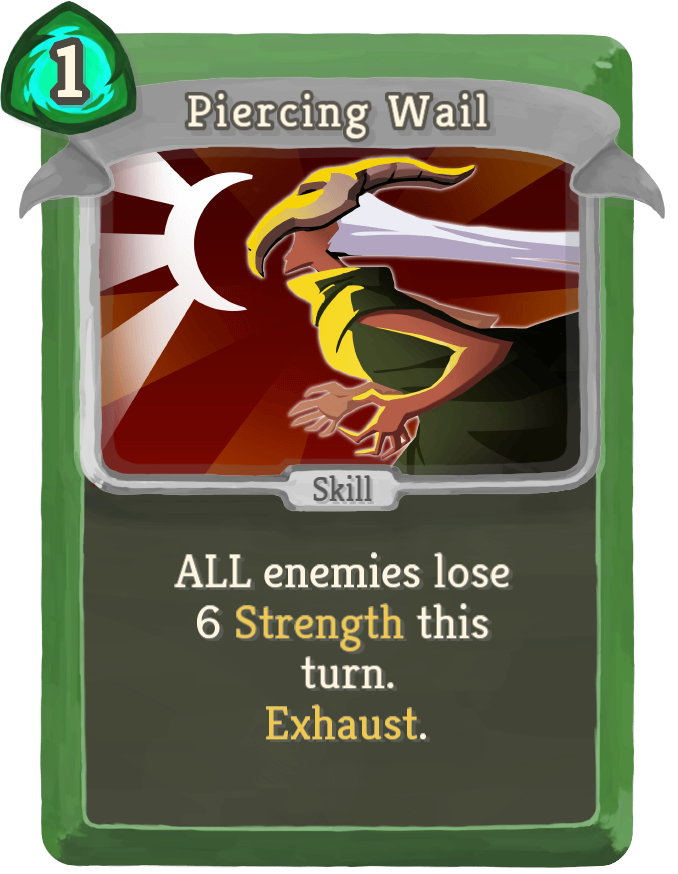 1
Piercing Wail
Skill
ALL enemies lose
6 Strength this
turn.
Exhaust.